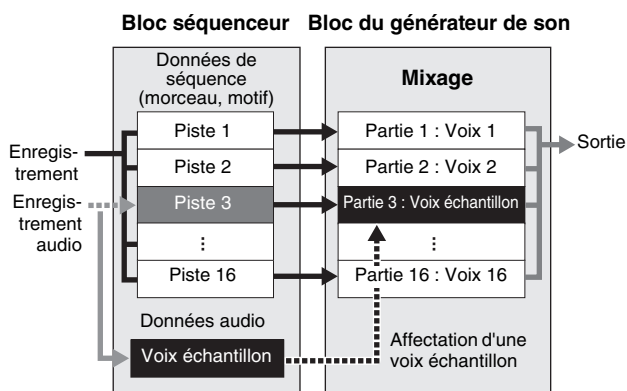 Bloc séquenceur
Bloc du générateur de son
Données de
séquence
(morceau, motif)
Mixage
Enregis-
trement
Enregis-
trement
audio
Piste 1
Piste 2
Piste 3
⋮
Piste 16
Partie 1 : Voix 1
Partie 2 : Voix 2
Partie 3 : Voix échantillon
⋮
Partie 16 : Voix 16
Sortie
Données audio
Voix échantillon
Affectation d'une
voix échantillon